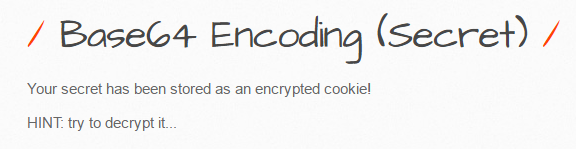 / Base64 Encoding (Secret) /
Your secret has been stored as an encrypted cookie!
HINT: try to decrypt it...